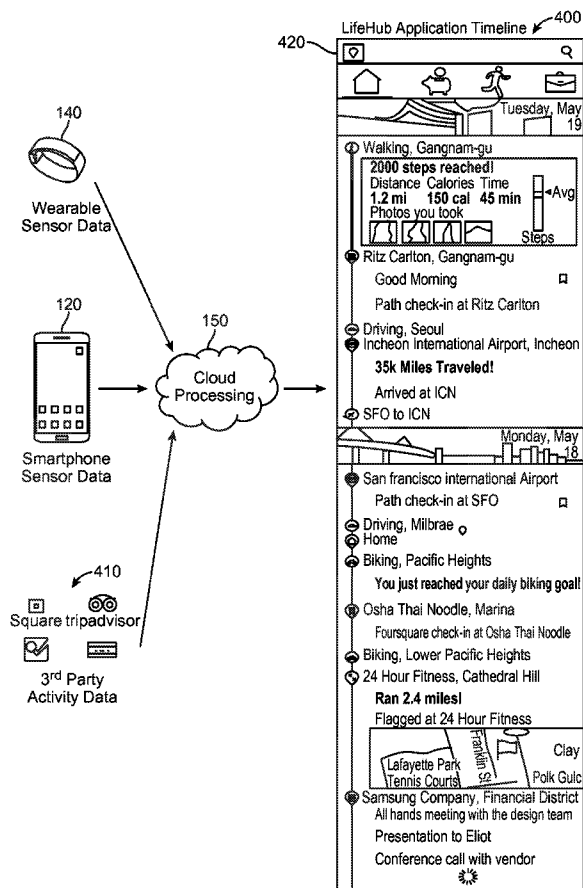 LifeHub Application Timeline 400
420
Tuesday, May
19
140
Wearable
Sensor Data
Walking, Gangnam-gu
2000 steps reached!
Distance Calories Time
1.2 mi 150 cal 45 min
Avg
Photos you took
Steps
Ritz Carlton, Gangnam-gu
Good Morning
Path check-in at Ritz Carlton
120
Smartphone
Sensor Data
150
Cloud
Processing
Driving, Seoul
Incheon International Airport, Incheon
35k Miles Traveled!
Arrived at ICN
SFO to ICN
Monday, May
18
San francisco international Airport
Path check-in at SFO
Driving, Milbrae
Home
Biking, Pacific Heights
You just reached your daily biking goal!
410
Square tripadvisor
3rd Party
Activity Data
Osha Thai Noodle, Marina
Foursquare check-in at Osha Thai Noodle
Biking, Lower Pacific Heights
24 Hour Fitness, Cathedral Hill
Ran 2.4 miles!
Flagged at 24 Hour Fitness
Lafayette Park
Tennis Courts
Franklin St
Clay
Polk Gulc
Samsung Company, Financial District
All hands meeting with the design team
Presentation to Eliot
Conference call with vendor